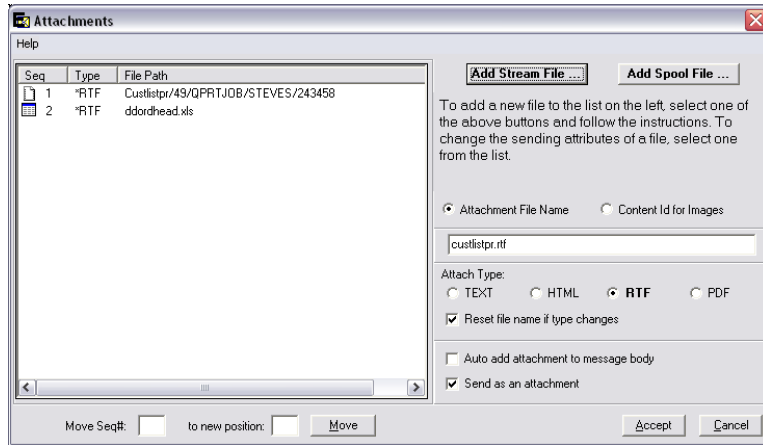 Attachments
Help
Seq Type File Path
1 *RTF Custlistpr/49/QPRTJOB/STEVES/243458
2 *RTF ddordhead.xls
Add Stream File ... Add Spool File ...
To add a new file to the list on the left, select one of
the above buttons and follow the instructions. To
change the sending attributes of a file, select one
from the list.
Attachment File Name Content Id for Images
custlistpr.rtf
Attach Type:
TEXT HTML RTF PDF
Reset file name if type changes
Auto add attachment to message body
Send as an attachment
Move Seq#: to new position: Move Accept Cancel